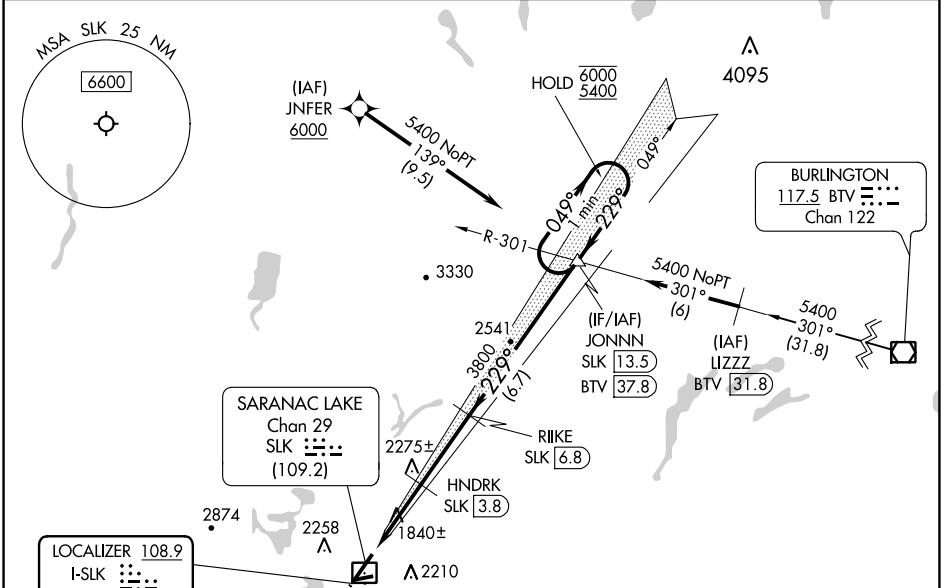 MSA SLK 25 NM
6600
(IAF)
JNFER
6000
5400 NoPT
139°
(9.5)
HOLD 6000
5400
4095
049°
1 min
229°
049°
R-301
3330
BURLINGTON
117.5 BTV
Chan 122
5400 NoPT
301°
(6)
5400
301°
(31.8)
(IF/IAF)
JONNN
SLK 13.5
BTV 37.8
(IAF)
LIZZZ
BTV 31.8
2541
3800
229°
(6.7)
SARANAC LAKE
Chan 29
SLK
(109.2)
2275±
RIIKE
SLK 6.8
HNDRK
SLK 3.8
2874
2258
1840±
2210
LOCALIZER 108.9
I-SLK